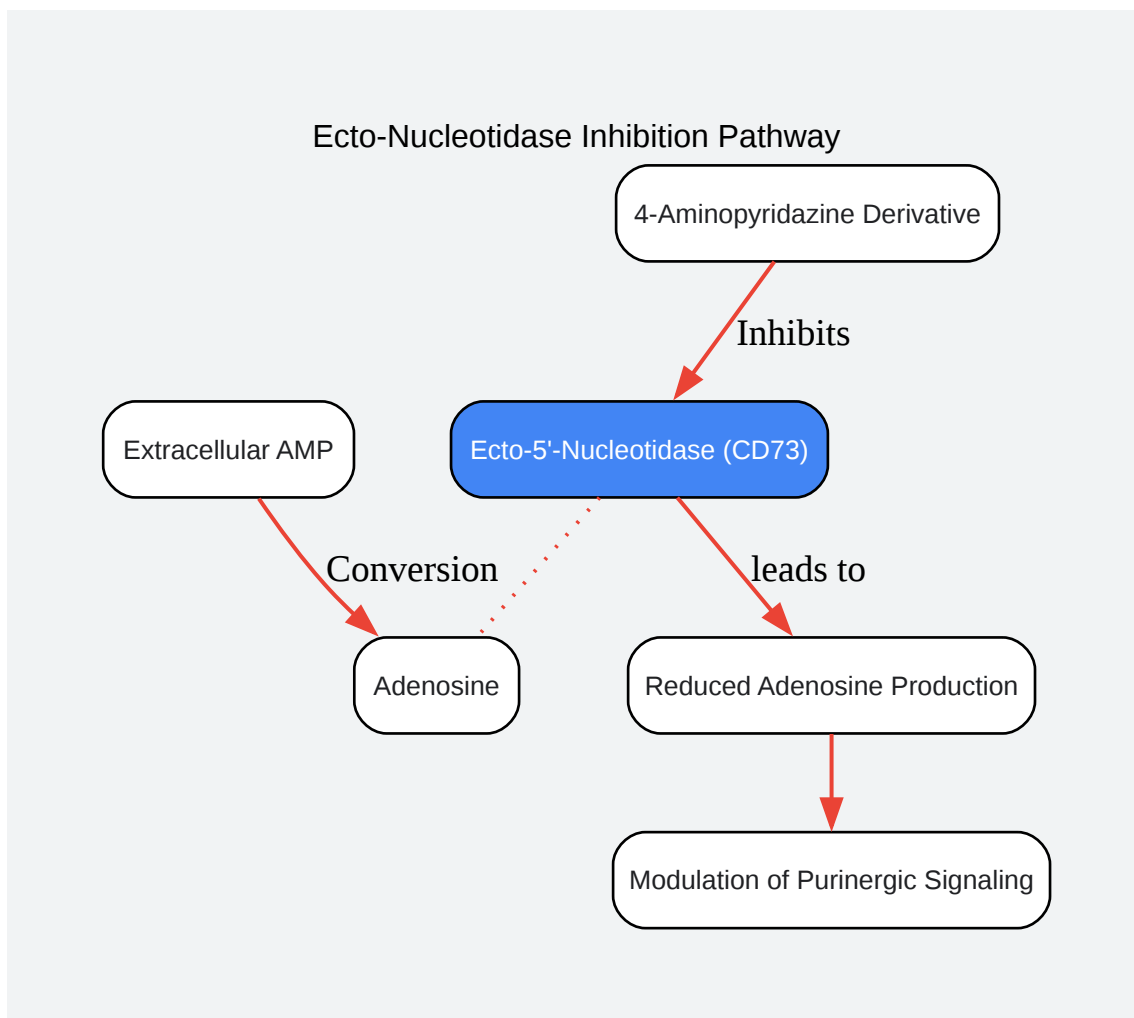 Ecto-Nucleotidase Inhibition Pathway
4-Aminopyridazine Derivative
Inhibits
Extracellular AMP
Ecto-5'-Nucleotidase (CD73)
Conversion
leads to
Adenosine
Reduced Adenosine Production
Modulation of Purinergic Signaling